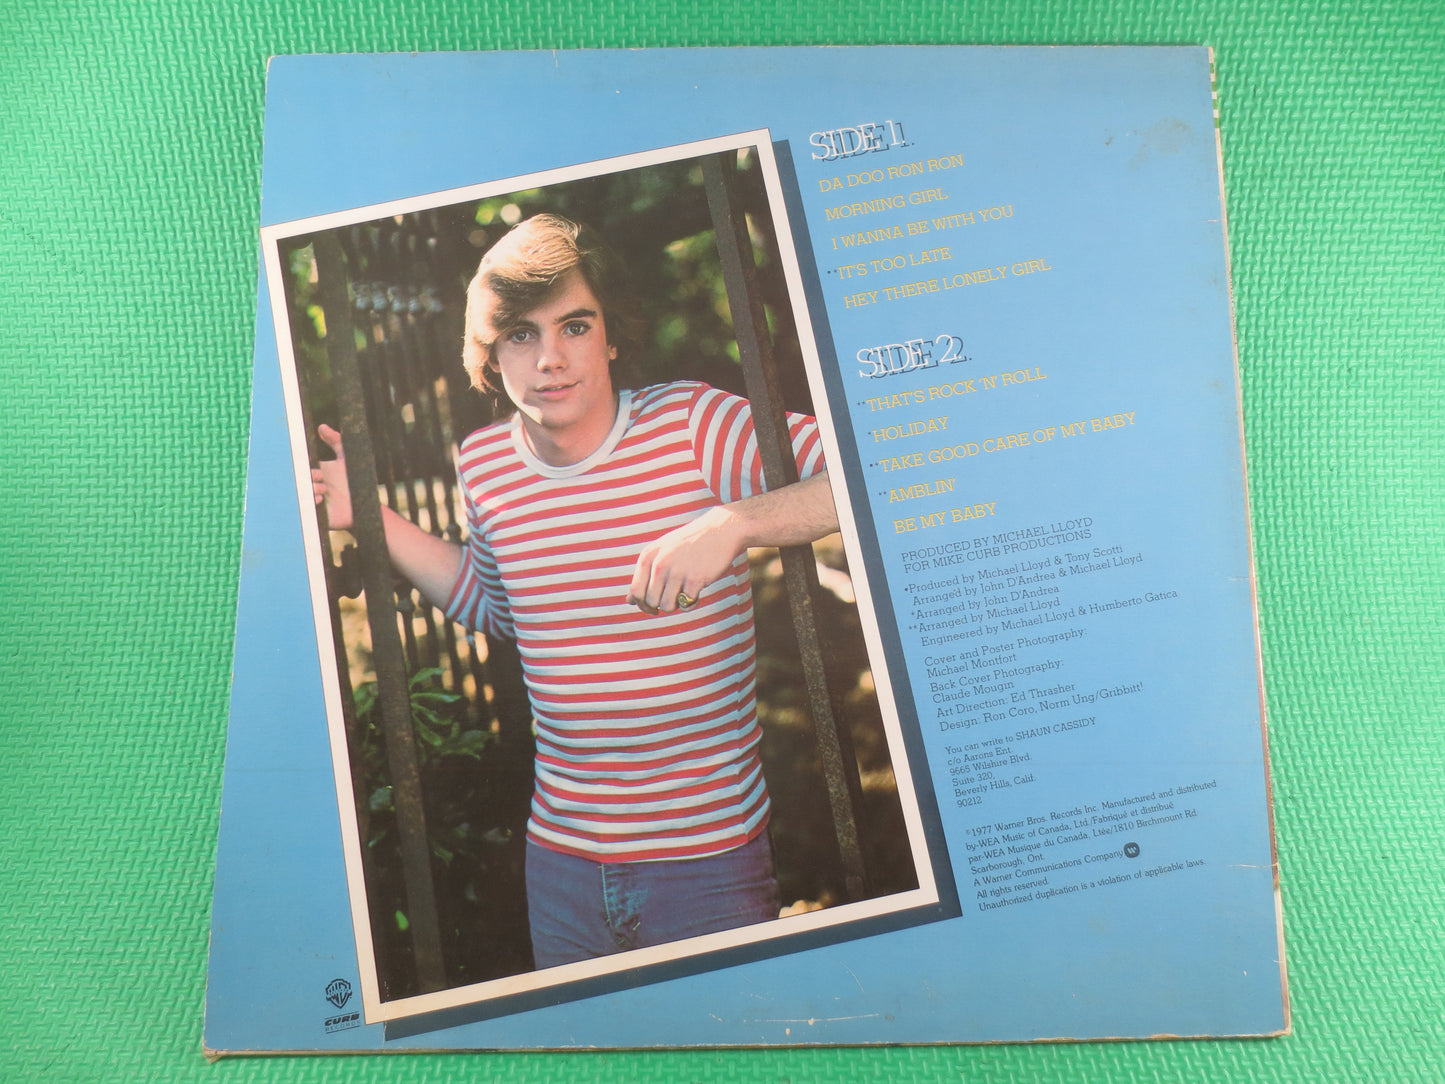 SIDE 1.
DA DOO RON RON
MORNING GIRL
I WANNA BE WITH YOU
**IT'S TOO LATE
HEY THERE LONELY GIRL
SIDE 2.
**THAT'S ROCK 'N' ROLL
*HOLIDAY
**TAKE GOOD CARE OF MY BABY
**AMBLIN'
BE MY BABY
PRODUCED BY MICHAEL LLOYD
FOR MIKE CURB PRODUCTIONS
•Produced by Michael Lloyd & Tony Scotti
Arranged by John D'Andrea & Michael Lloyd
*Arranged by John D'Andrea
**Arranged by Michael Lloyd
Engineered by Michael Lloyd & Humberto Gatica
Cover and Poster Photography:
Michael Montfort
Back Cover Photography:
Claude Mougin
Art Direction: Ed Thrasher
Design: Ron Coro, Norm Ung/Gribbitt!
You can write to SHAUN CASSIDY
c/o Aarons Ent.
9665 Wilshire Blvd.
Suite 320,
Beverly Hills, Calif.
90212
©1977 Warner Bros. Records Inc. Manufactured and distributed
by-WEA Music of Canada, Ltd./Fabriqué et distribué
par-WEA Musique du Canada, Ltée/1810 Birchmount Rd.
Scarborough, Ont.
A Warner Communications Company
All rights reserved.
Unauthorized duplication is a violation of applicable laws.
CURB
RECORDS